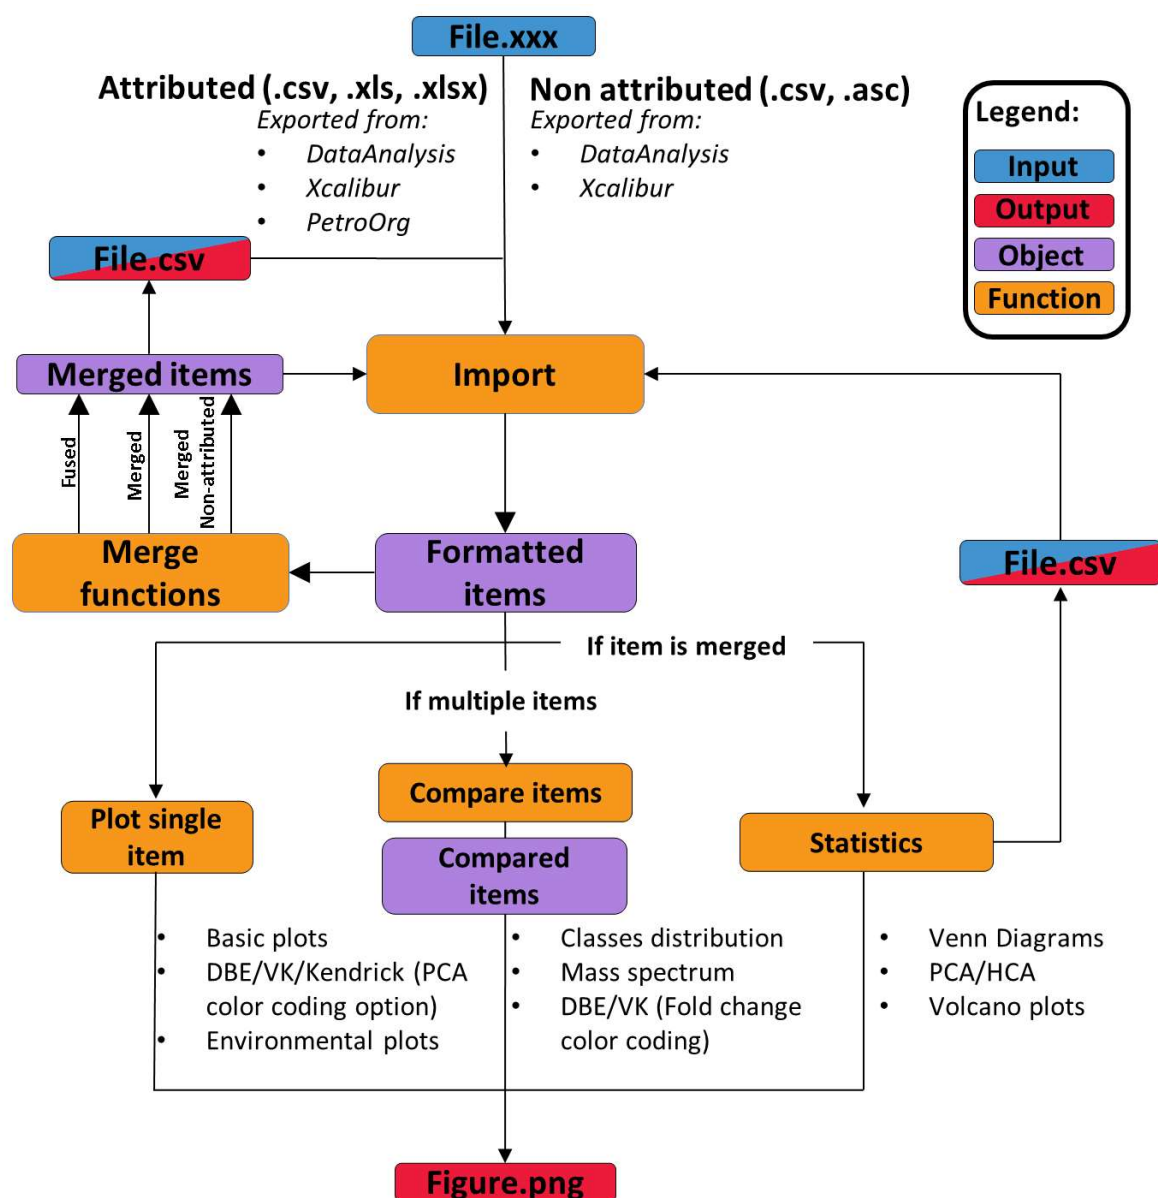 File.xxx
Attributed (.csv, .xls, .xlsx)
Exported from:
• DataAnalysis
• Xcalibur
• PetroOrg
Non attributed (.csv, .asc)
Exported from:
• DataAnalysis
• Xcalibur
Legend:
Input
Output
Object
Function
File.csv
Merged items
Import
Fused
Merged
Merged
Non-attributed
Merge
functions
Formatted
items
File.csv
If item is merged
If multiple items
Plot single
item
Compare items
Compared
items
Statistics
• Basic plots
• DBE/VK/Kendrick (PCA
color coding option)
• Environmental plots
• Classes distribution
• Mass spectrum
• DBE/VK (Fold change
color coding)
• Venn Diagrams
• PCA/HCA
• Volcano plots
Figure.png